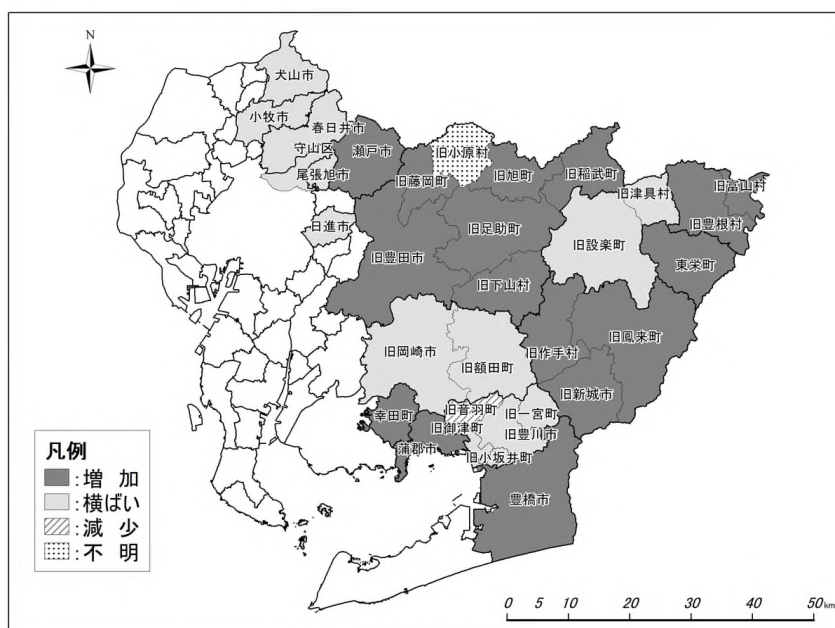 N
犬山市
小牧市
春日井市
守山区
瀬戸市
尾張旭市
日進市
旧小原村
旧藤岡町
旧旭町
旧稲武町
旧津具村
旧富山村
旧豊根村
旧豊田市
旧足助町
旧設楽町
東栄町
旧下山村
旧岡崎市
旧額田町
旧作手村
旧鳳来町
旧新城市
幸田町
旧音羽町
旧一宮町
旧御津町
旧豊川市
蒲郡市
旧小坂井町
豊橋市
凡例
:増 加
:横ばい
:減 少
:不 明
0 5 10 20 30 40 50 km